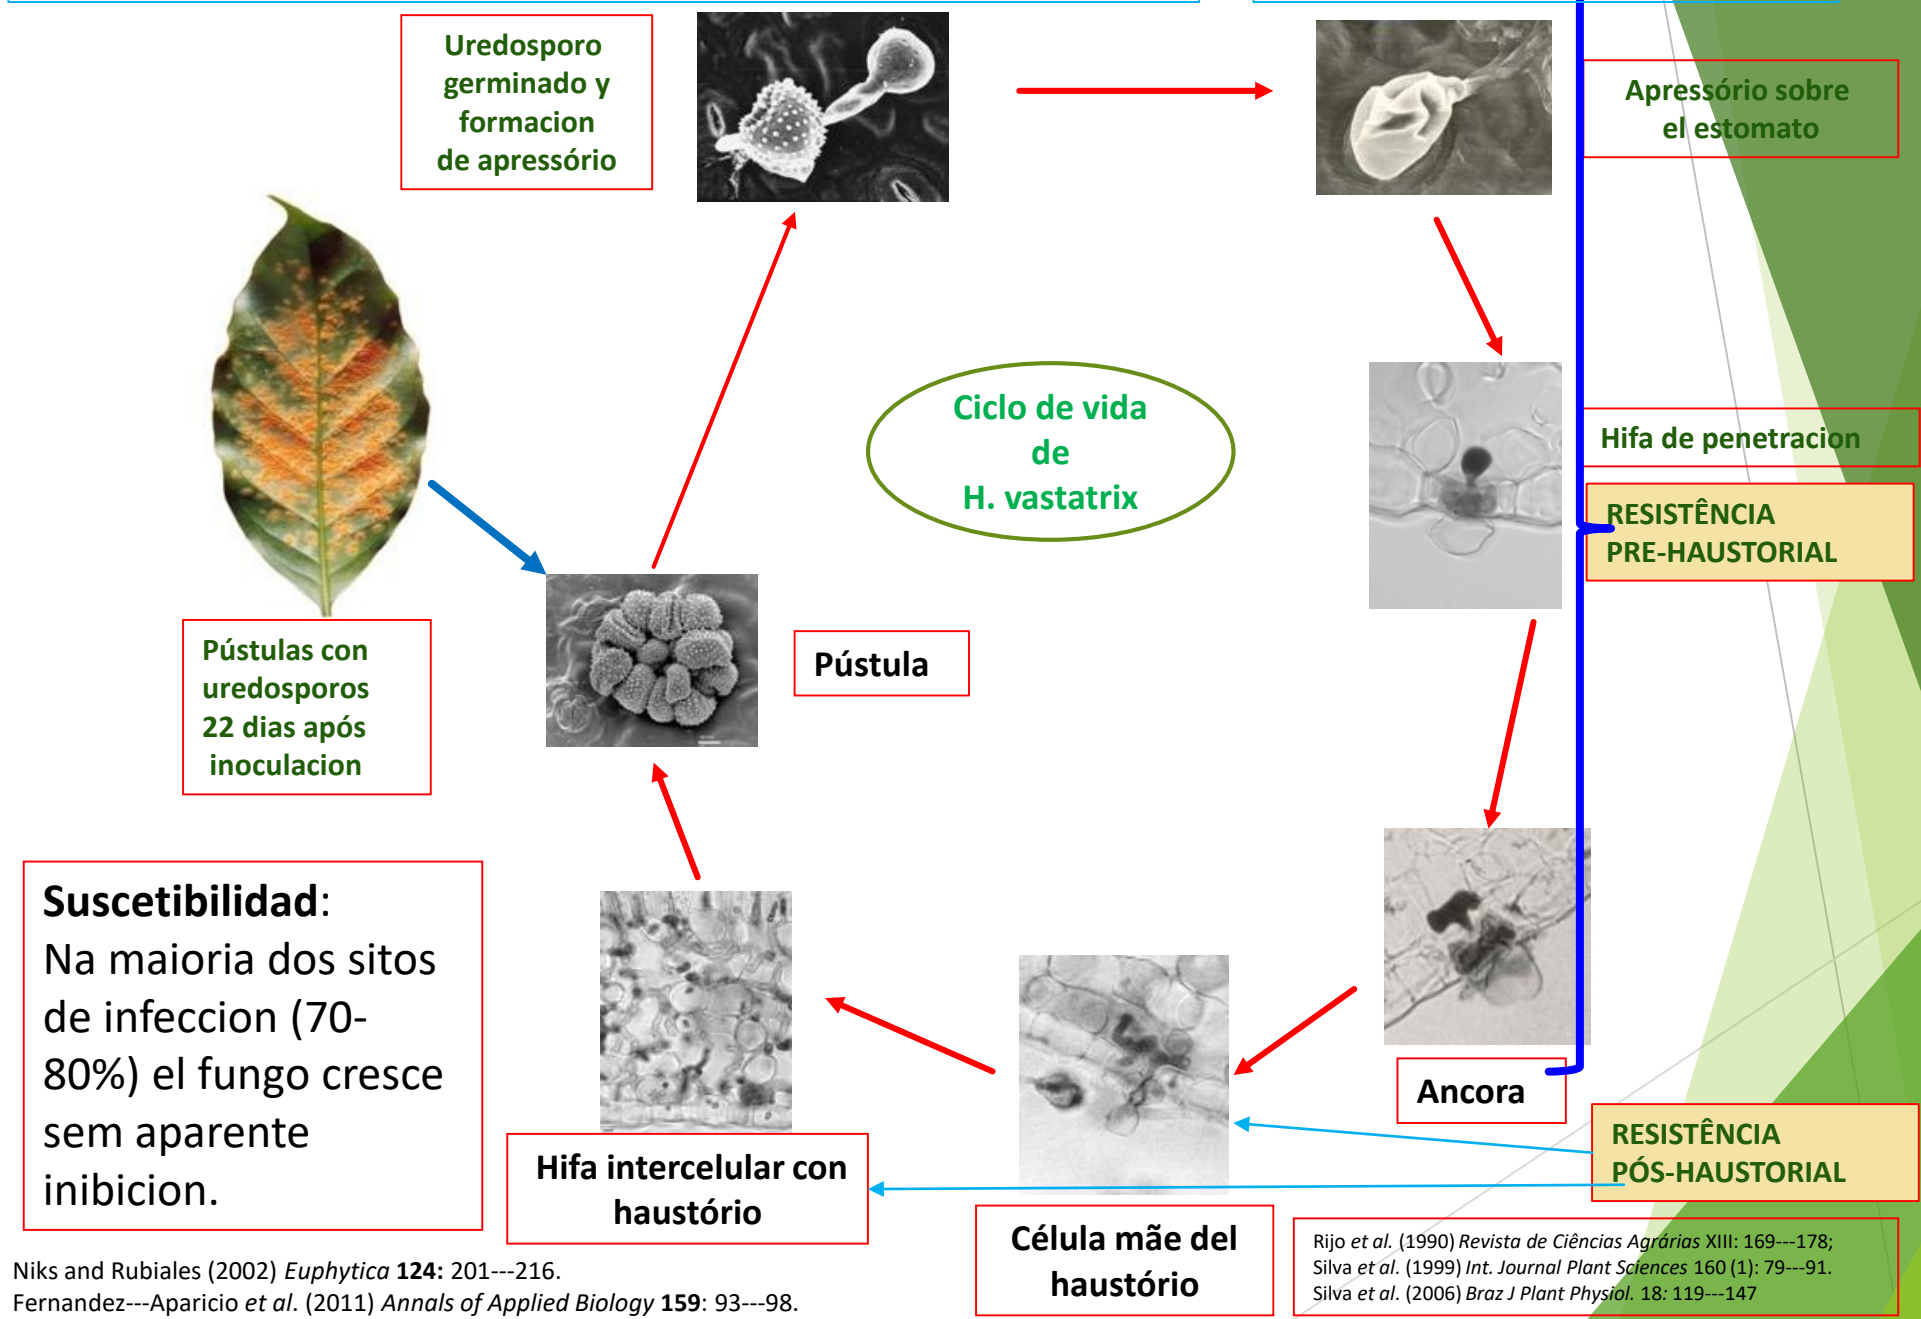 Uredosporo
germinado y
formacion
de apressório
Apressório sobre
el estomato
Ciclo de vida
de
H. vastatrix
Hifa de penetracion
RESISTÊNCIA
PRE-HAUSTORIAL
Pústulas con
uredosporos
22 dias após
inoculacion
Pústula
Suscetibilidad:
Na maioria dos sitos
de infeccion (70-
80%) el fungo cresce
sem aparente
inibicion.
Ancora
RESISTÊNCIA
PÓS-HAUSTORIAL
Hifa intercelular con
haustório
Célula mãe del
haustório
Rijo et al. (1990) Revista de Ciências Agrárias XIII: 169---178;
Silva et al. (1999) Int. Journal Plant Sciences 160 (1): 79---91.
Silva et al. (2006) Braz J Plant Physiol. 18: 119---147
Niks and Rubiales (2002) Euphytica 124: 201---216.
Fernandez---Aparicio et al. (2011) Annals of Applied Biology 159: 93---98.